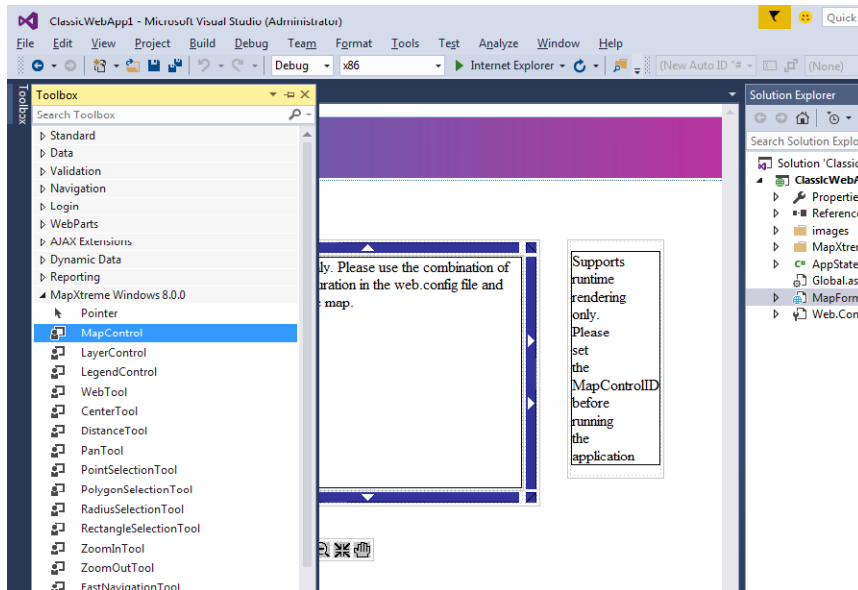 ClassicWebApp1 - Microsoft Visual Studio (Administrator)
Quick
File Edit View Project Build Debug Team Format Tools Test Analyze Window Help
Debug x86 Internet Explorer (New Auto ID "# (None)
Toolbox
Toolbox
Search Toolbox
Standard
Data
Validation
Navigation
Login
WebParts
AJAX Extensions
Dynamic Data
Reporting
MapXtreme Windows 8.0.0
Pointer
MapControl
LayerControl
LegendControl
WebTool
CenterTool
DistanceTool
PanTool
PointSelectionTool
PolygonSelectionTool
RadiusSelectionTool
RectangleSelectionTool
ZoomInTool
ZoomOutTool
FastNavigationTool
ly. Please use the combination of
uration in the web.config file and
map.
Supports
runtime
rendering
only.
Please
set
the
MapControlID
before
running
the
application
Solution Explorer
Search Solution Explo
Solution 'Classic
ClassicWebA
Propertie
Referenc
images
MapXtrer
AppState
Global.as
MapForm
Web.Con